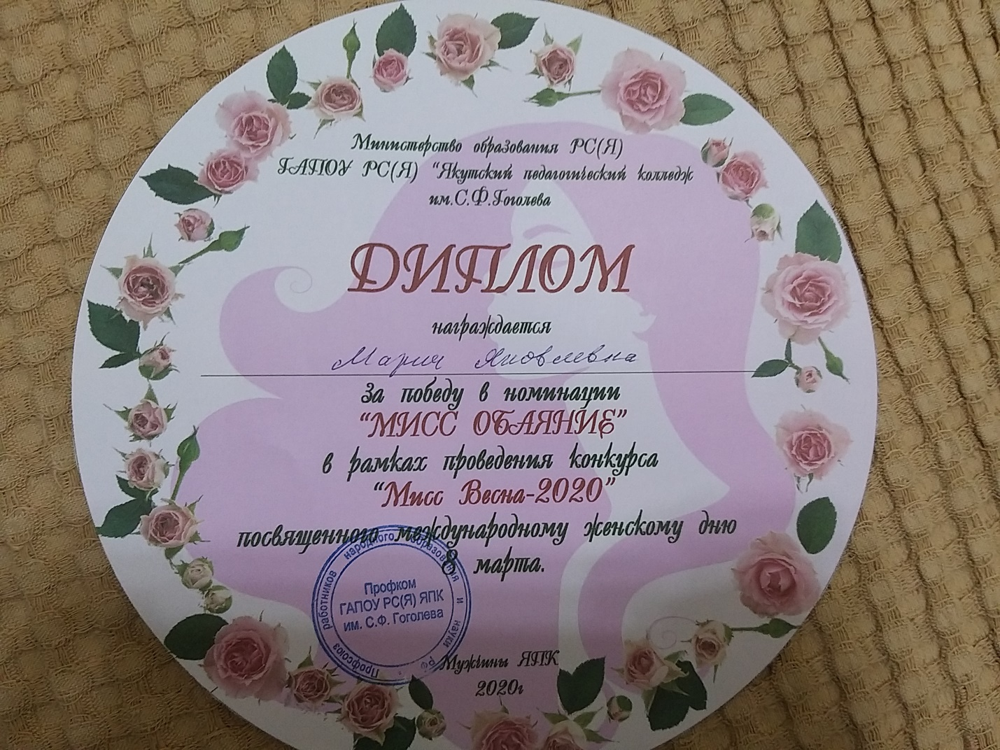 Министерство образования РС(Я)
ГАПОУ РС(Я) "Якутский педагогический колледж
им.С.Ф.Гоголева
ДИПЛОМ
награждается
Мария Яковлевна
За победу в номинации
"МИСС ОБАЯНИЕ"
в рамках проведения конкурса
"Мисс Весна-2020"
посвященного международному женскому дню
8 марта.
Профсоюз работников народного образования и науки РФ
Профком
ГАПОУ РС(Я) ЯПК
им. С.Ф. Гоголева
Мужчины ЯПК
2020г